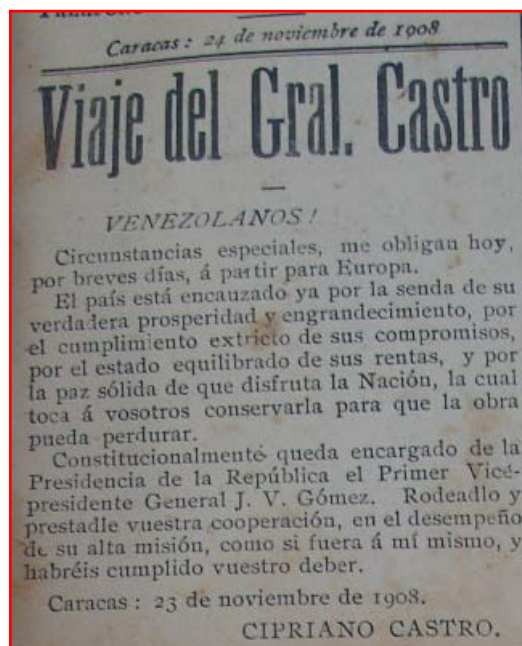 Caracas: 24 de noviembre de 1908
Viaje del Gral. Castro
VENEZOLANOS!
Circunstancias especiales, me obligan hoy,
por breves días, á partir para Europa.
El país está encauzado ya por la senda de su
verdadera prosperidad y engrandecimiento, por
el cumplimiento extricto de sus compromisos,
por el estado equilibrado de sus rentas, y por
la paz sólida de que disfruta la Nación, la cual
toca á vosotros conservarla para que la obra
pueda perdurar.
Constitucionalmente queda encargado de la
Presidencia de la República el Primer Vice-
presidente General J. V. Gómez. Rodeadlo y
prestadle vuestra cooperación, en el desempeño
de su alta misión, como si fuera á mí mismo, y
habréis cumplido vuestro deber.
Caracas: 23 de noviembre de 1908.
CIPRIANO CASTRO.